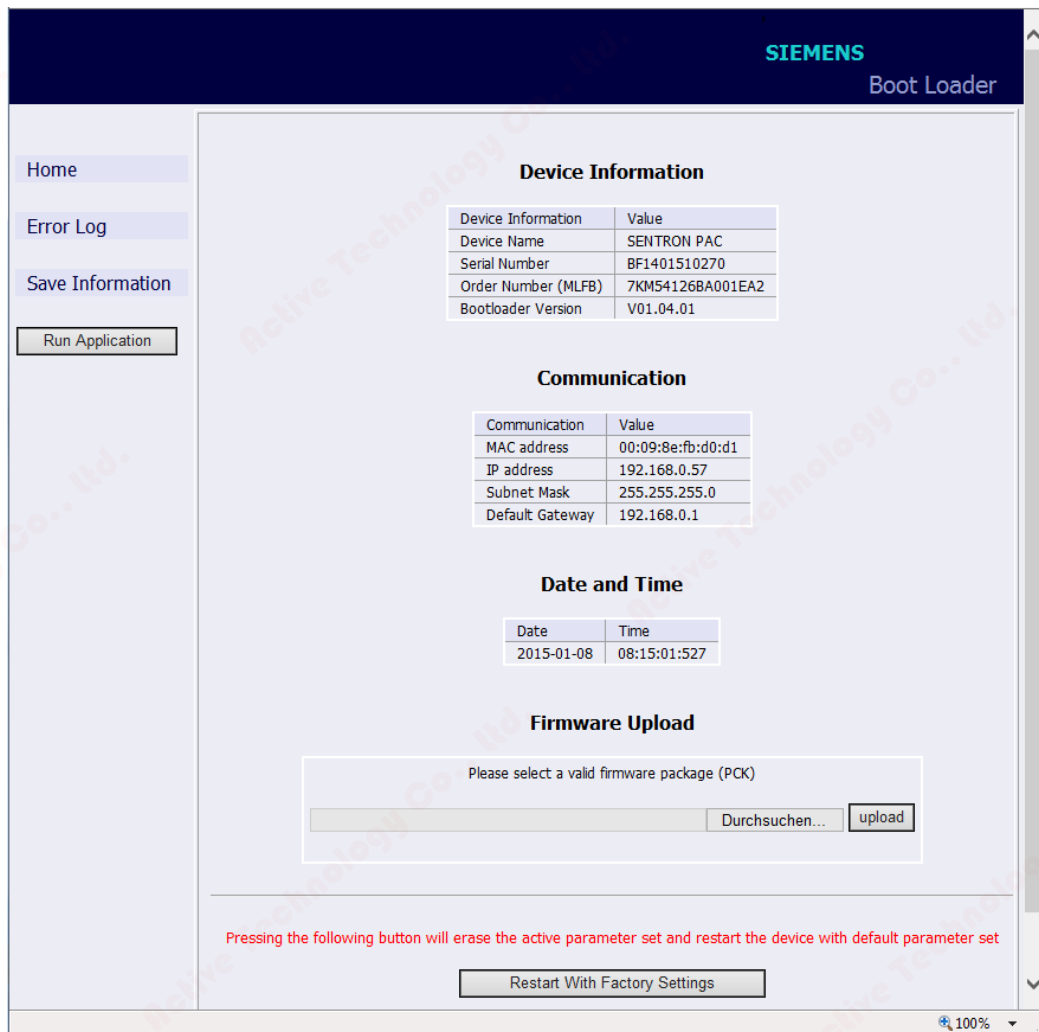 SIEMENS
Boot Loader
Home
Error Log
Save Information
Run Application
Device Information
Device Information Value
Device Name SENTRON PAC
Serial Number BF1401510270
Order Number (MLFB) 7KM54126BA001EA2
Bootloader Version V01.04.01
Communication
Communication Value
MAC address 00:09:8e:fb:d0:d1
IP address 192.168.0.57
Subnet Mask 255.255.255.0
Default Gateway 192.168.0.1
Date and Time
Date Time
2015-01-08 08:15:01:527
Firmware Upload
Please select a valid firmware package (PCK)
Durchsuchen... upload
Pressing the following button will erase the active parameter set and restart the device with default parameter set
Restart With Factory Settings
100%
Active Technology Co., Ltd.